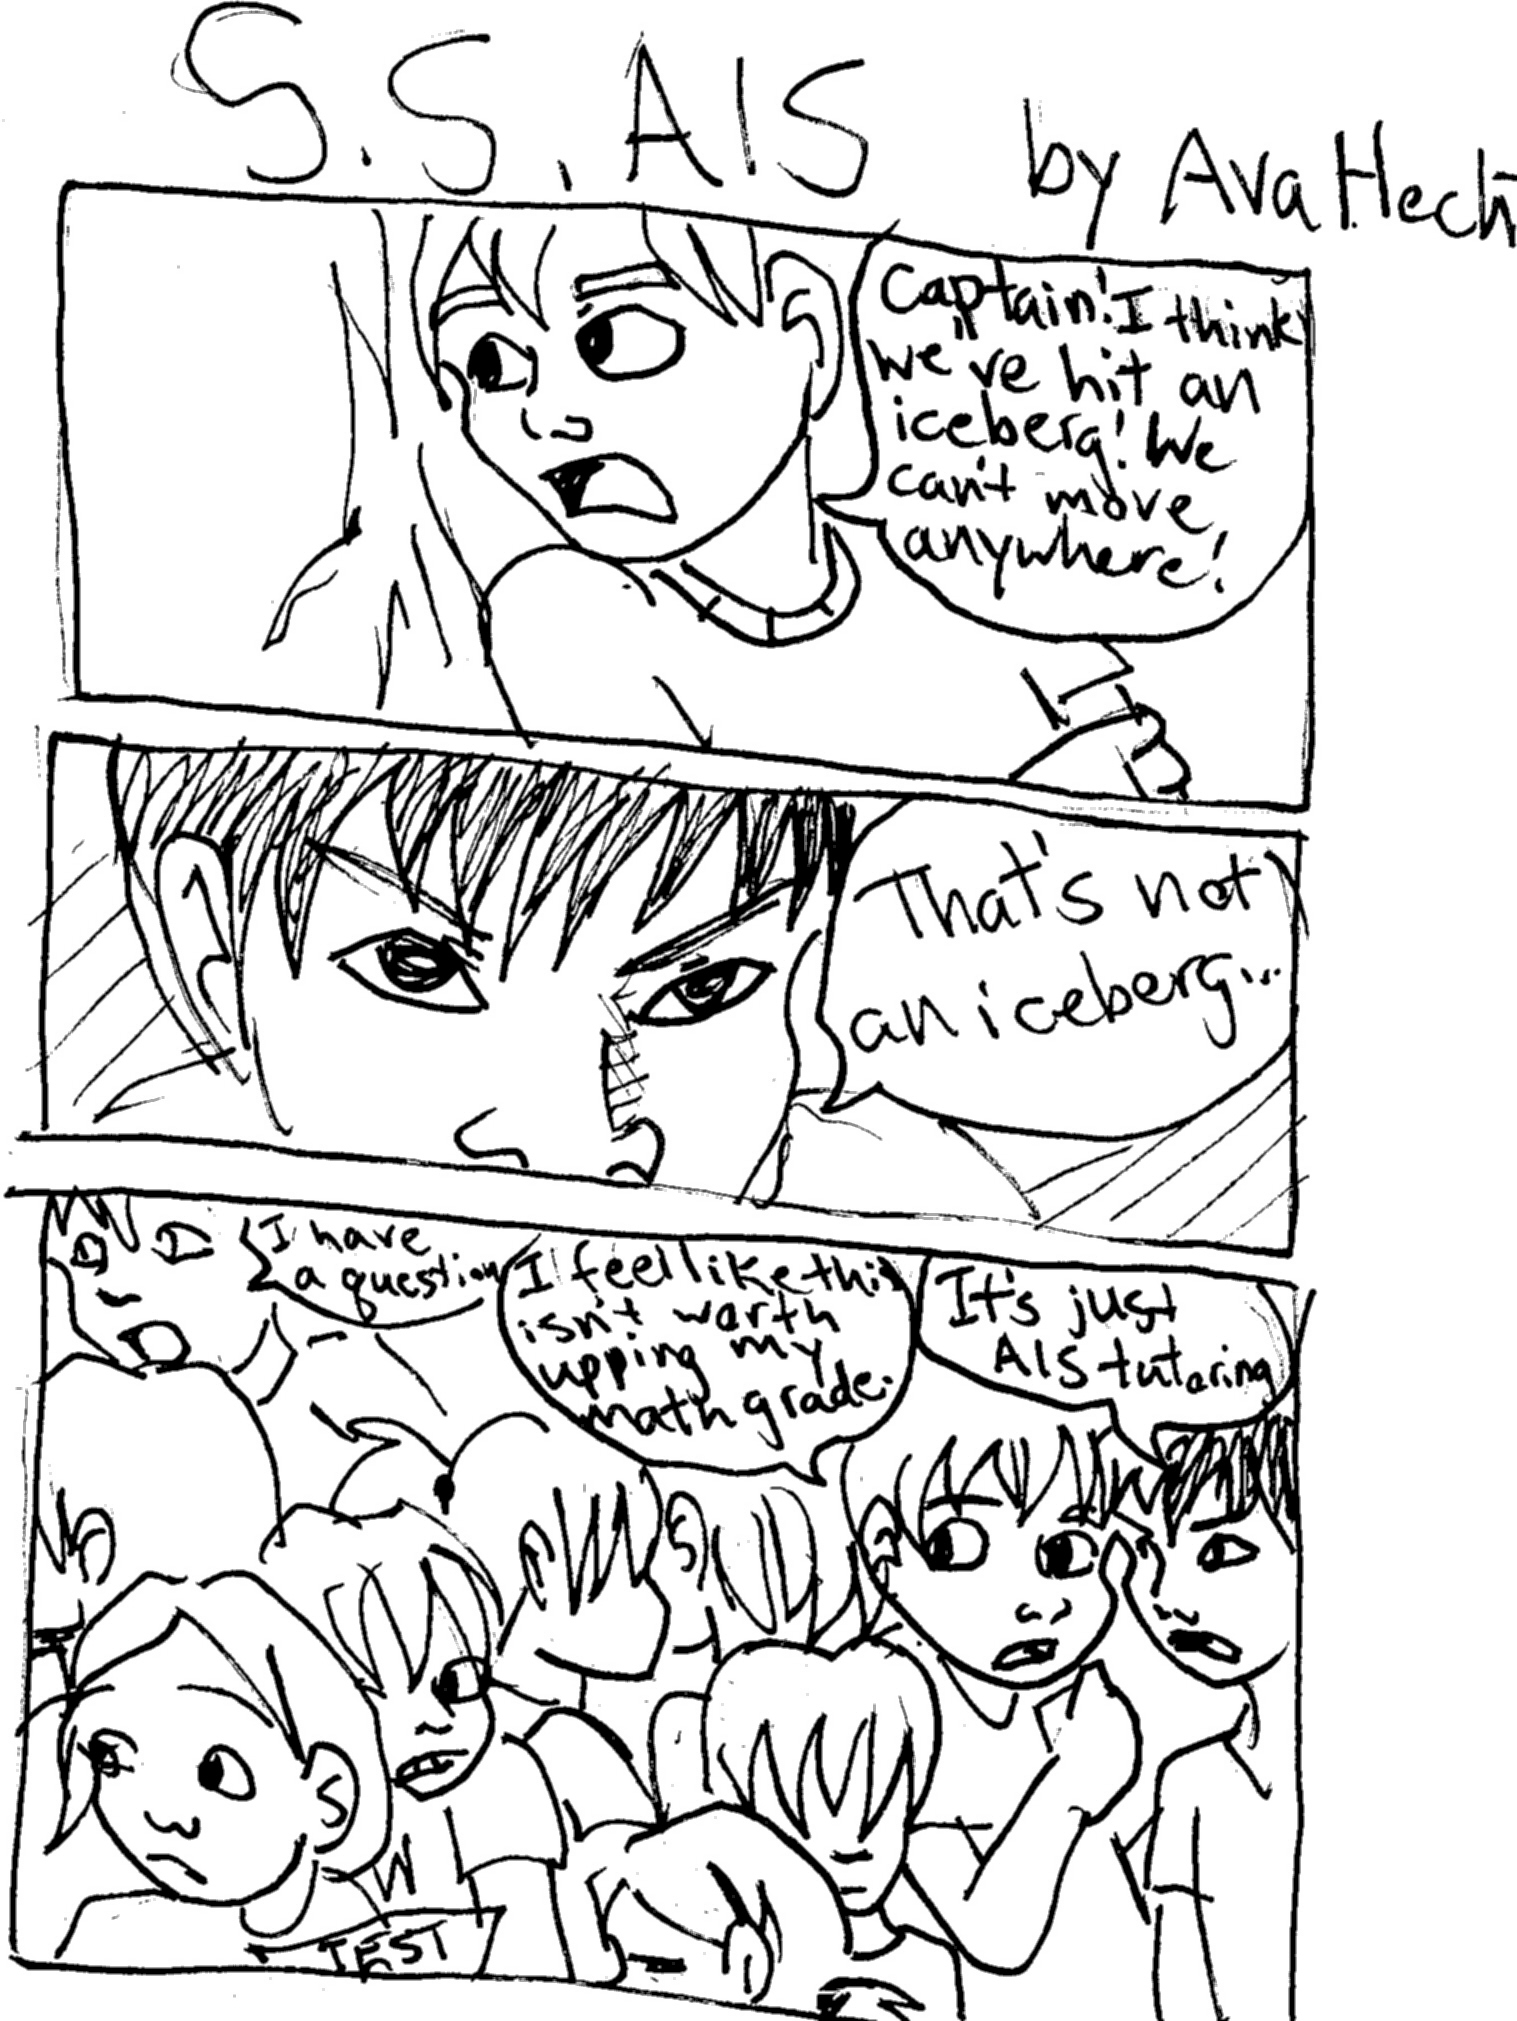 S.S. AIS
by Ava Hech
Captain! I think
we've hit an
iceberg! We
can't move
anywhere!
That's not
an iceberg...
I have
a question
I feel like this
isn't worth
upping my
math grade.
It's just
AIS tutoring
TEST